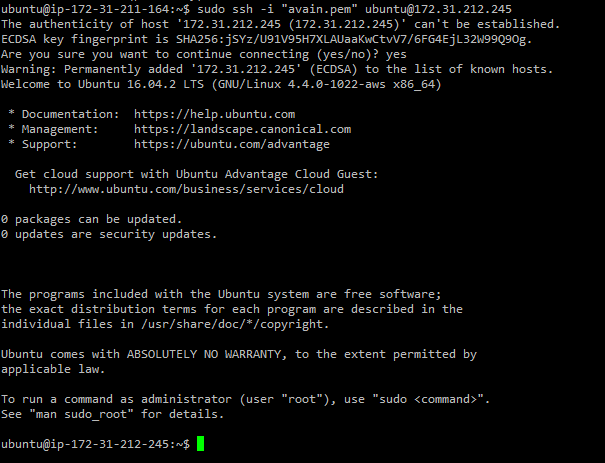 ubuntu@ip-172-31-211-164:~$ sudo ssh -i "avain.pem" ubuntu@172.31.212.245
The authenticity of host '172.31.212.245 (172.31.212.245)' can't be established.
ECDSA key fingerprint is SHA256:jSYz/U91V95H7XLAUaaKwCtvV7/6FG4EjL32W99Q9Og.
Are you sure you want to continue connecting (yes/no)? yes
Warning: Permanently added '172.31.212.245' (ECDSA) to the list of known hosts.
Welcome to Ubuntu 16.04.2 LTS (GNU/Linux 4.4.0-1022-aws x86_64)

 * Documentation:  https://help.ubuntu.com
 * Management:     https://landscape.canonical.com
 * Support:        https://ubuntu.com/advantage

  Get cloud support with Ubuntu Advantage Cloud Guest:
    http://www.ubuntu.com/business/services/cloud

0 packages can be updated.
0 updates are security updates.

The programs included with the Ubuntu system are free software;
the exact distribution terms for each program are described in the
individual files in /usr/share/doc/*/copyright.

Ubuntu comes with ABSOLUTELY NO WARRANTY, to the extent permitted by
applicable law.

To run a command as administrator (user "root"), use "sudo <command>".
See "man sudo_root" for details.

ubuntu@ip-172-31-212-245:~$